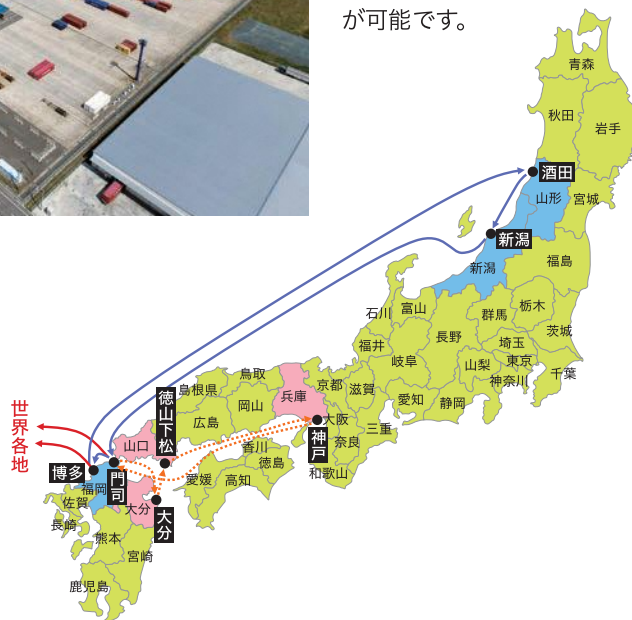 が可能です。
青森
秋田
岩手
酒田
山形
宮城
新潟
新潟
福島
石川
富山
群馬
栃木
長野
茨城
福井
埼玉
岐阜
山梨
東京
神奈川
千葉
鳥取
京都
滋賀
島根県
兵庫
愛知
静岡
岡山
徳山下松
広島
大阪
三重
世界各地
山口
神戸
奈良
香川
和歌山
徳島
博多
門司
愛媛
高知
福岡
佐賀
大分
大分
長崎
熊本
宮崎
鹿児島